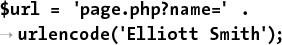 $url = 'page.php?name=' .
→ urlencode('Elliott Smith');